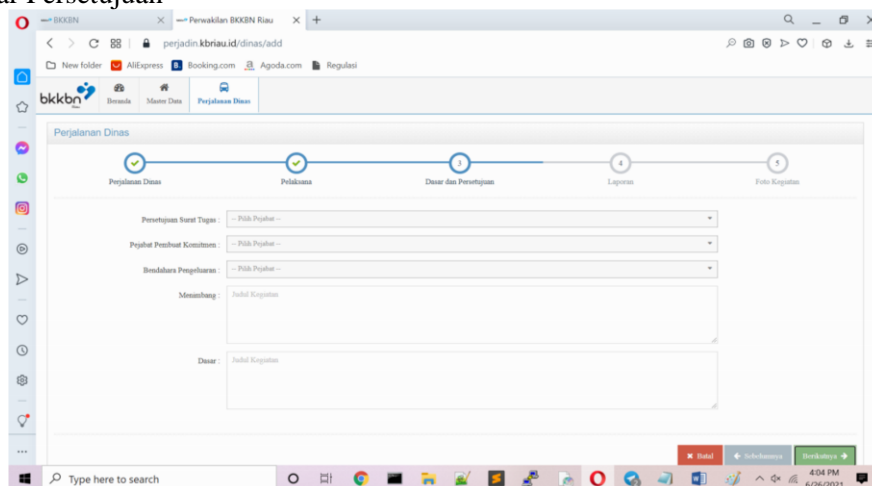 ar Persetujuan
BKKBN
Perwakilan BKKBN Riau
perjadin.kbriau.id/dinas/add
New folder AliExpress Booking.com Agoda.com Regulasi
bkkbn
Beranda Master Data Perjalanan Dinas
Perjalanan Dinas
3 4 5
Perjalanan Dinas Pelaksana Dasar dan Persetujuan Laporan Foto Kegiatan
Persetujuan Surat Tugas : -- Pilih Pejabat --
Pejabat Pembuat Komitmen : -- Pilih Pejabat --
Bendahara Pengeluaran : -- Pilih Pejabat --
Menimbang : Judul Kegiatan
Dasar : Judul Kegiatan
Batal Sebelumnya Berikutnya
Type here to search
4:04 PM
6/26/2021